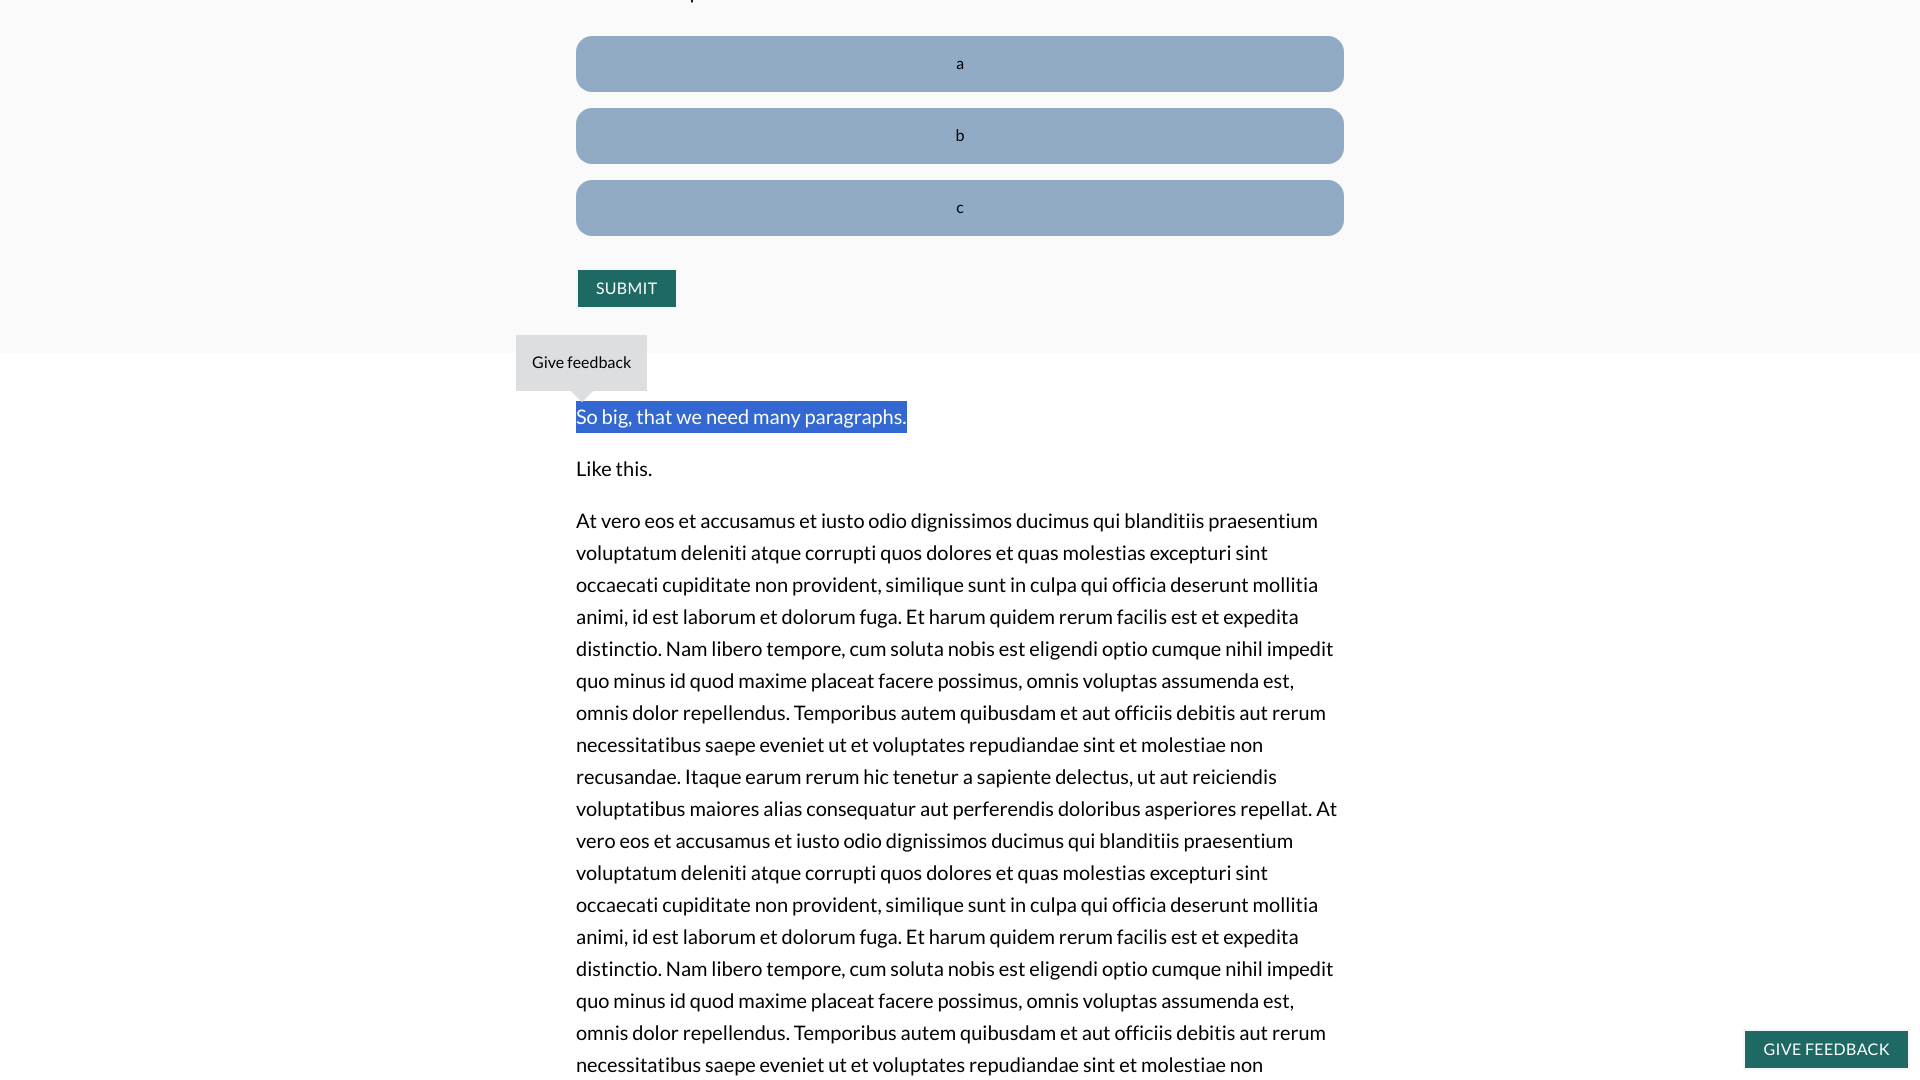 a
b
c
SUBMIT
Give feedback
So big, that we need many paragraphs.
Like this.
At vero eos et accusamus et iusto odio dignissimos ducimus qui blanditiis praesentium
voluptatum deleniti atque corrupti quos dolores et quas molestias excepturi sint
occaecati cupiditate non provident, similique sunt in culpa qui officia deserunt mollitia
animi, id est laborum et dolorum fuga. Et harum quidem rerum facilis est et expedita
distinctio. Nam libero tempore, cum soluta nobis est eligendi optio cumque nihil impedit
quo minus id quod maxime placeat facere possimus, omnis voluptas assumenda est,
omnis dolor repellendus. Temporibus autem quibusdam et aut officiis debitis aut rerum
necessitatibus saepe eveniet ut et voluptates repudiandae sint et molestiae non
recusandae. Itaque earum rerum hic tenetur a sapiente delectus, ut aut reiciendis
voluptatibus maiores alias consequatur aut perferendis doloribus asperiores repellat. At
vero eos et accusamus et iusto odio dignissimos ducimus qui blanditiis praesentium
voluptatum deleniti atque corrupti quos dolores et quas molestias excepturi sint
occaecati cupiditate non provident, similique sunt in culpa qui officia deserunt mollitia
animi, id est laborum et dolorum fuga. Et harum quidem rerum facilis est et expedita
distinctio. Nam libero tempore, cum soluta nobis est eligendi optio cumque nihil impedit
quo minus id quod maxime placeat facere possimus, omnis voluptas assumenda est,
omnis dolor repellendus. Temporibus autem quibusdam et aut officiis debitis aut rerum
necessitatibus saepe eveniet ut et voluptates repudiandae sint et molestiae non
GIVE FEEDBACK